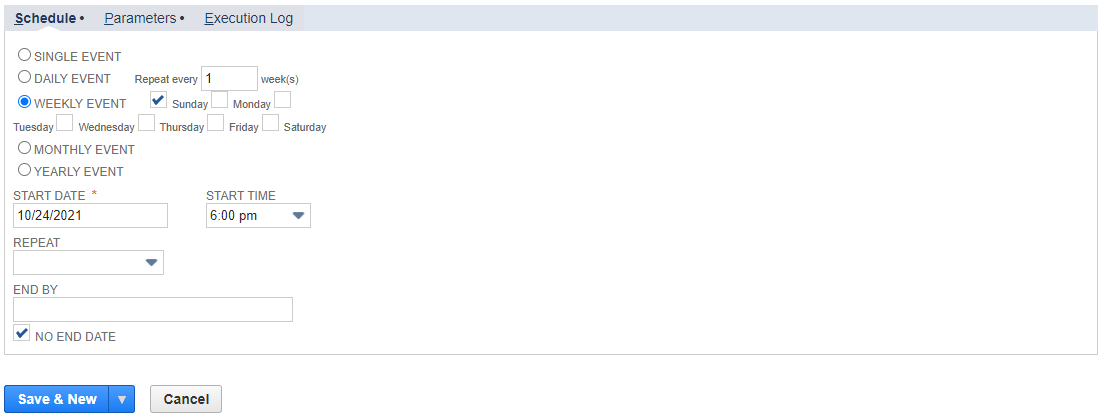 Schedule • Parameters • Execution Log
SINGLE EVENT
DAILY EVENT Repeat every 1 week(s)
WEEKLY EVENT Sunday Monday
Tuesday Wednesday Thursday Friday Saturday
MONTHLY EVENT
YEARLY EVENT
START DATE * START TIME
10/24/2021 6:00 pm
REPEAT
END BY
NO END DATE
Save & New Cancel